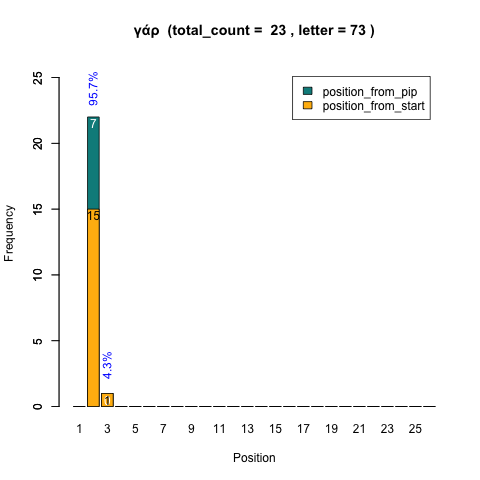 γάρ (total_count = 23 , letter = 73 )
25
20
15
10
5
0
Frequency
95.7%
7
15
4.3%
1
position_from_pip
position_from_start
1 3 5 7 9 11 13 15 17 19 21 23 25
Position